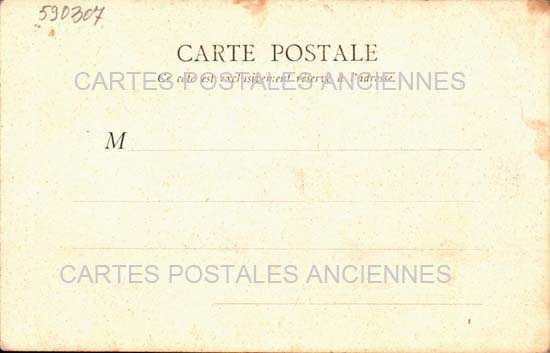 590307
CARTE POSTALE
Ce côté est exclusivement réservé à l'adresse
CARTES POSTALES ANCIENNES
M
CARTES POSTALES ANCIENNES